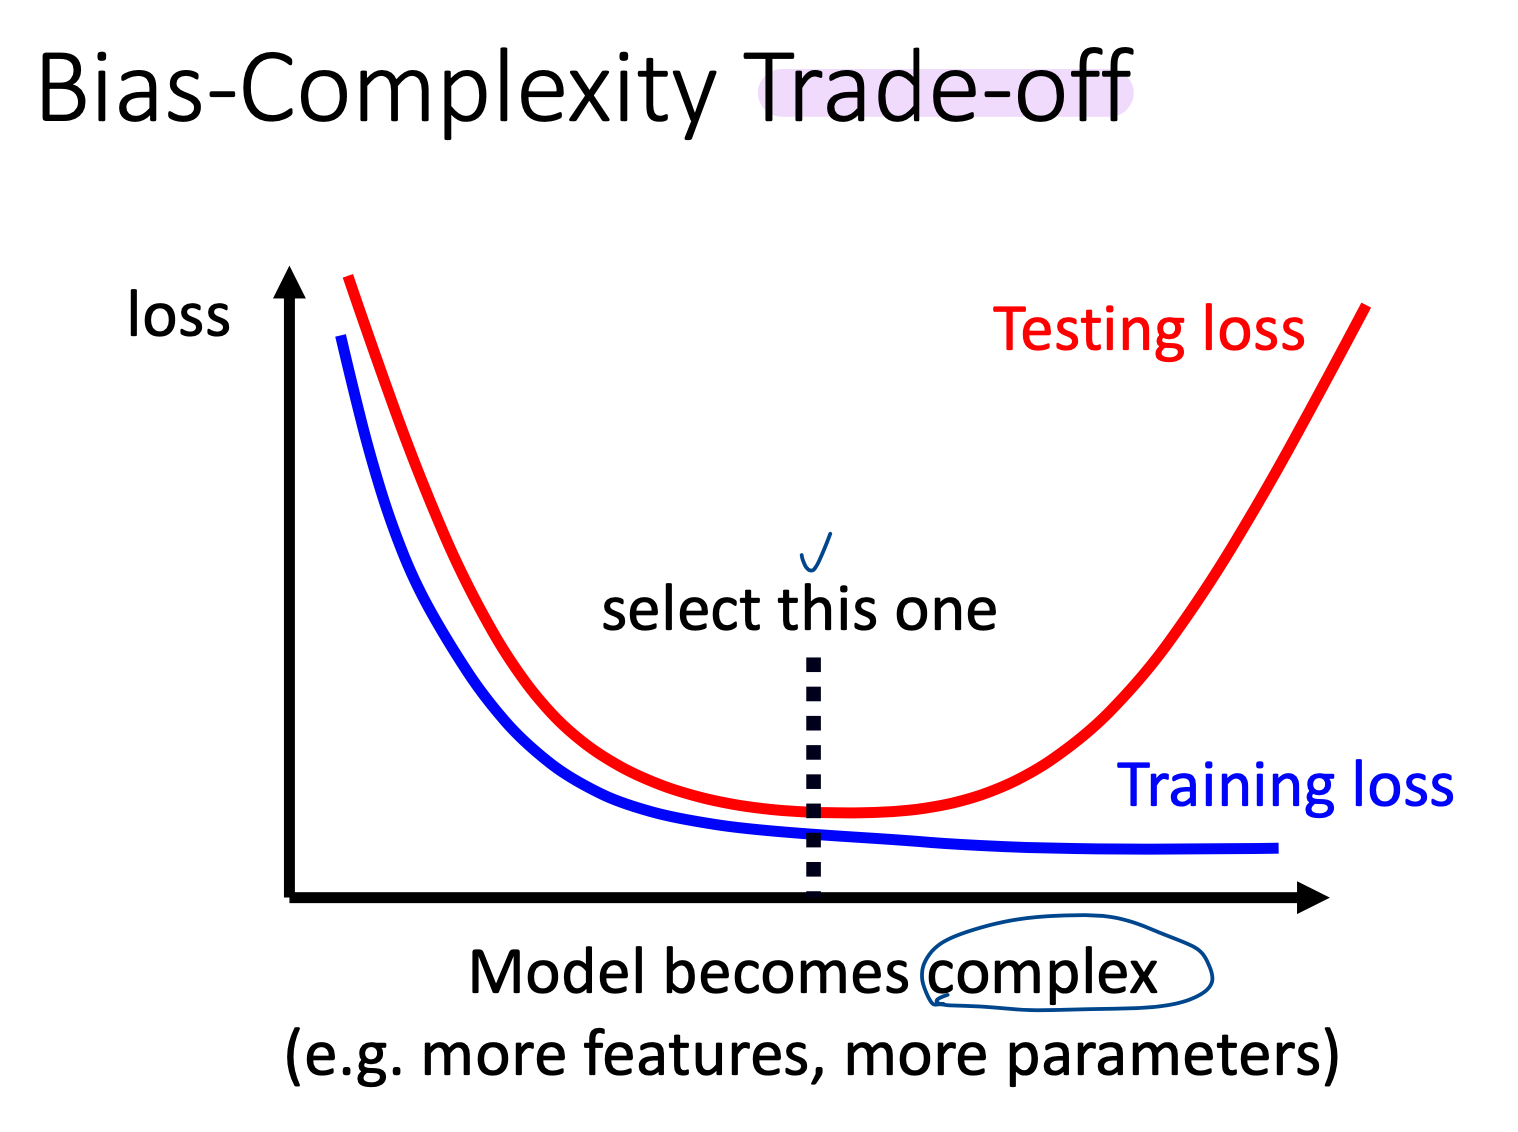 Bias-Complexity Trade-off
loss
Testing loss
select this one
Training loss
Model becomes complex
(e.g. more features, more parameters)